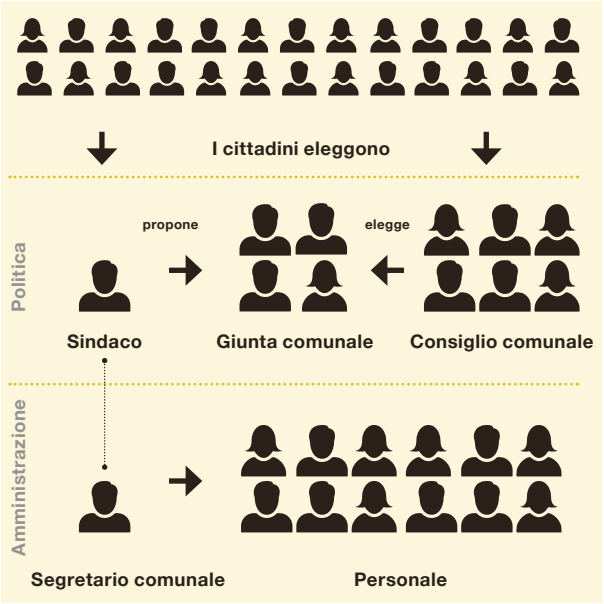 I cittadini eleggono
Politica
propone
elegge
Sindaco
Giunta comunale
Consiglio comunale
Amministrazione
Segretario comunale
Personale